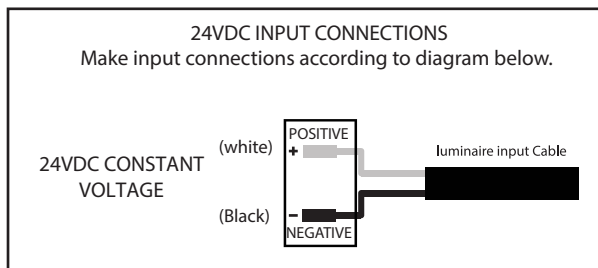 24VDC INPUT CONNECTIONS
Make input connections according to diagram below.
POSITIVE
(white)
+
luminaire input Cable
24VDC CONSTANT
VOLTAGE
(Black)
−
NEGATIVE